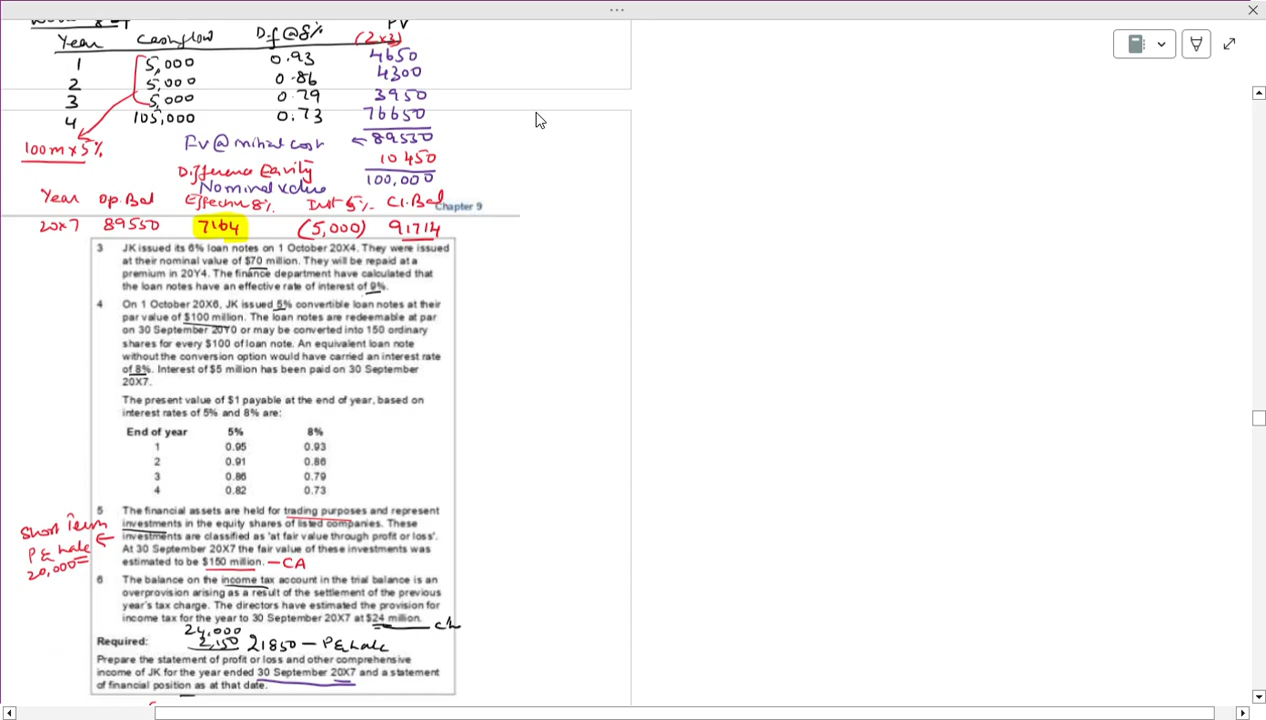 PV
Year Cashflow D.f @8% (2x3)
1 5,000 0.93 4650
2 5,000 0.86 4300
3 5,000 0.79 3950
4 105,000 0.73 76650
100m x 5% 89550
Difference Equity 10 450
Nominal value 100,000
Year Op.Bal Effective 8% Int 5% Cl.Bal
Chapter 9
20x7 89550 7164 (5,000) 91714
3 JK issued its 6% loan notes on 1 October 20X4. They were issued
at their nominal value of $70 million. They will be repaid at a
premium in 20Y4. The finance department have calculated that
the loan notes have an effective rate of interest of 9%.
4 On 1 October 20X6, JK issued 5% convertible loan notes at their
par value of $100 million. The loan notes are redeemable at par
on 30 September 20Y0 or may be converted into 150 ordinary
shares for every $100 of loan note. An equivalent loan note
without the conversion option would have carried an interest rate
of 8%. Interest of $5 million has been paid on 30 September
20X7.
The present value of $1 payable at the end of year, based on
interest rates of 5% and 8% are:
End of year 5% 8%
1 0.95 0.93
2 0.91 0.86
3 0.86 0.79
4 0.82 0.73
5 The financial assets are held for trading purposes and represent
investments in the equity shares of listed companies. These
investments are classified as 'at fair value through profit or loss'.
At 30 September 20X7 the fair value of these investments was
estimated to be $150 million. – CA
Short Term
P & L
20,000
6 The balance on the income tax account in the trial balance is an
overprovision arising as a result of the settlement of the previous
year's tax charge. The directors have estimated the provision for
income tax for the year to 30 September 20X7 at $24 million. CL
24,000
Required: 2,150 21850 – P & L
Prepare the statement of profit or loss and other comprehensive
income of JK for the year ended 30 September 20X7 and a statement
of financial position as at that date.